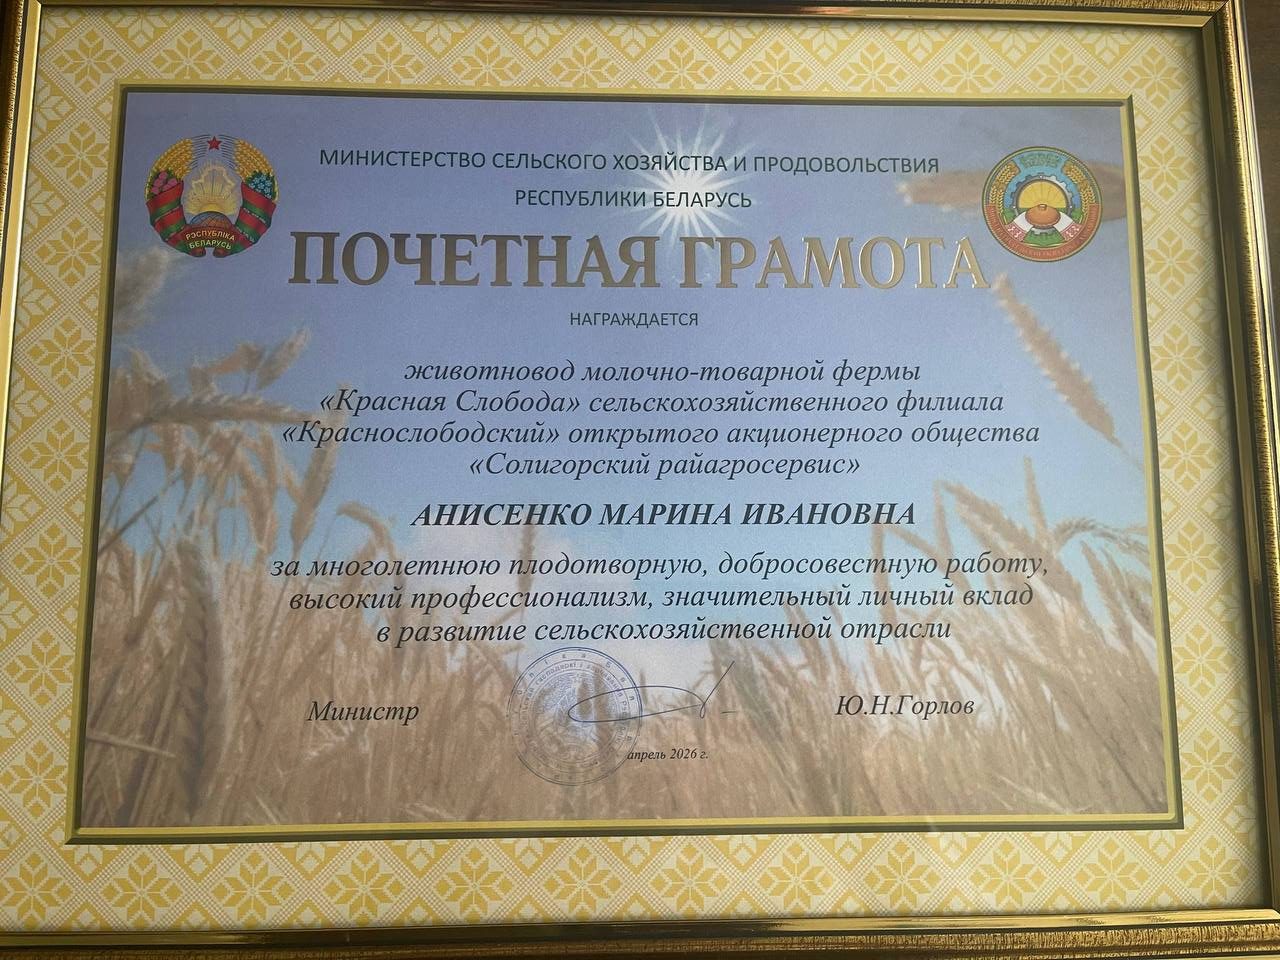 МИНИСТЕРСТВО СЕЛЬСКОГО ХОЗЯЙСТВА И ПРОДОВОЛЬСТВИЯ
РЕСПУБЛИКИ БЕЛАРУСЬ
РЭСПУБЛІКА
БЕЛАРУСЬ
ПОЧЕТНАЯ ГРАМОТА
НАГРАЖДАЕТСЯ
животновод молочно-товарной фермы
«Красная Слобода» сельскохозяйственного филиала
«Краснослободский» открытого акционерного общества
«Солигорский райагросервис»
АНИСЕНКО МАРИНА ИВАНОВНА
за многолетнюю плодотворную, добросовестную работу,
высокий профессионализм, значительный личный вклад
в развитие сельскохозяйственной отрасли
Министр
Ю.Н.Горлов
апрель 2026 г.